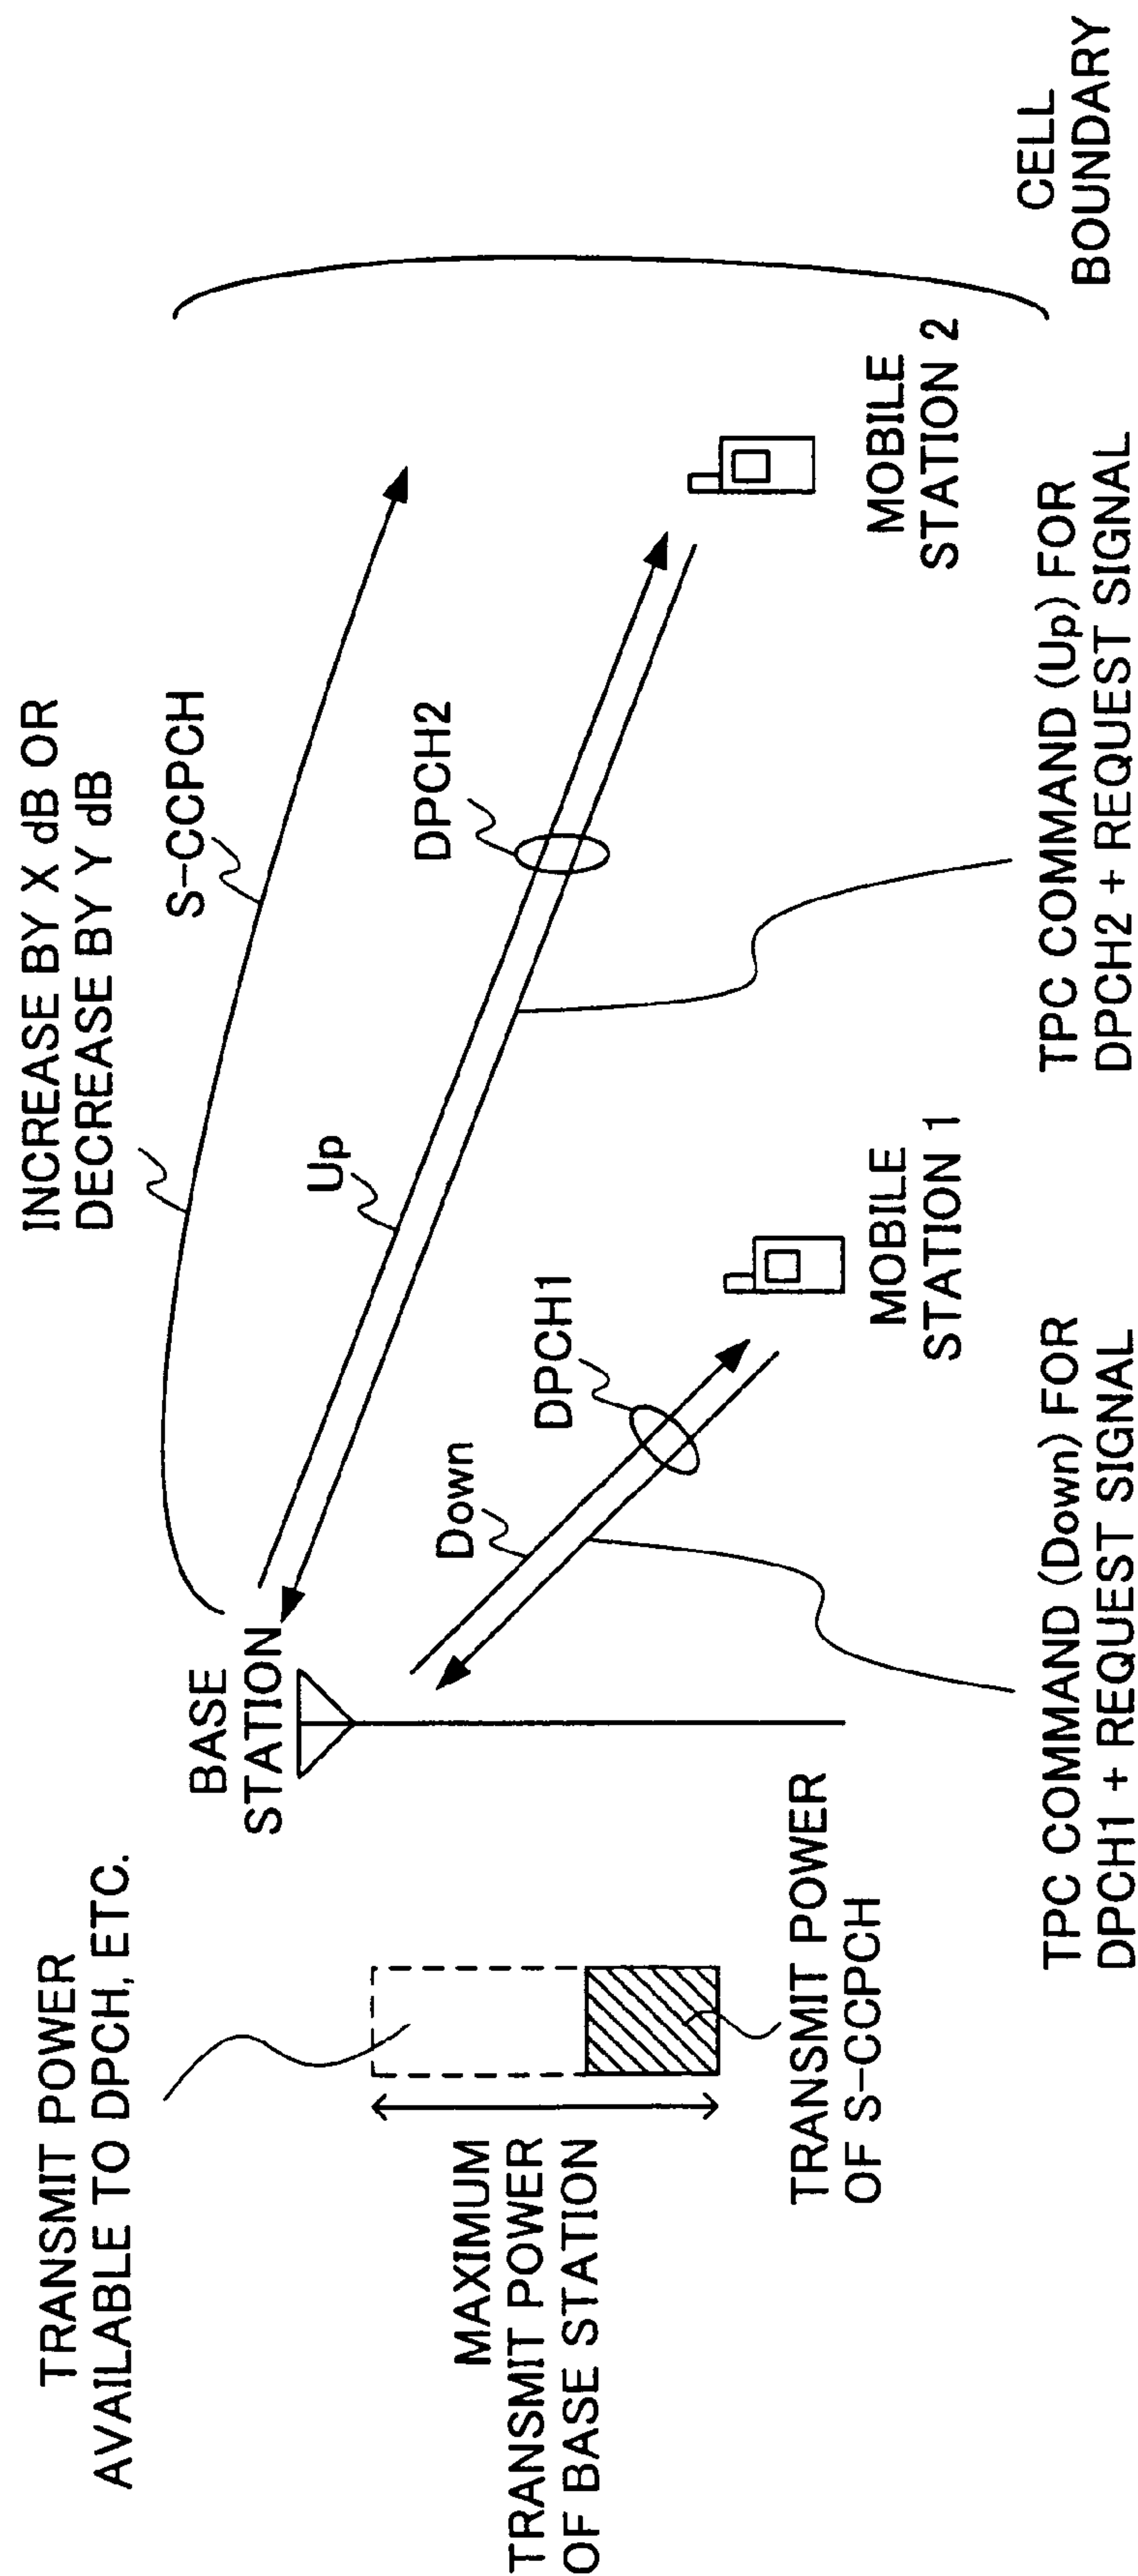 TRANSMIT POWER
AVAILABLE TO DPCH, ETC.
MAXIMUM
TRANSMIT POWER
OF BASE STATION
TRANSMIT POWER
OF S-CCPCH
BASE
STATION
INCREASE BY X dB OR
DECREASE BY Y dB
S-CCPCH
Up
DPCH2
Down
DPCH1
MOBILE
STATION 1
MOBILE
STATION 2
TPC COMMAND (Down) FOR
DPCH1 + REQUEST SIGNAL
TPC COMMAND (Up) FOR
DPCH2 + REQUEST SIGNAL
CELL
BOUNDARY